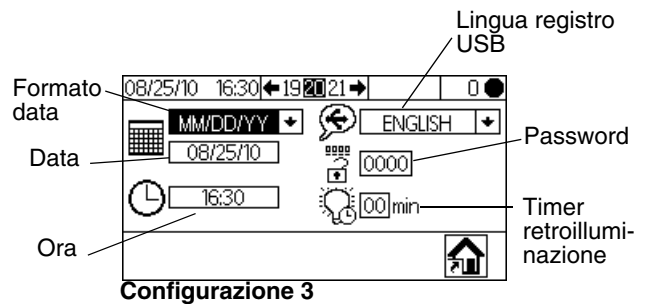 Lingua registro
USB
Formato
data
08/25/10 16:30 19 20 21 0
MM/DD/YY
ENGLISH
Data
08/25/10
0000
Password
Ora
16:30
00 min
Timer
retroillumi-
nazione
Configurazione 3